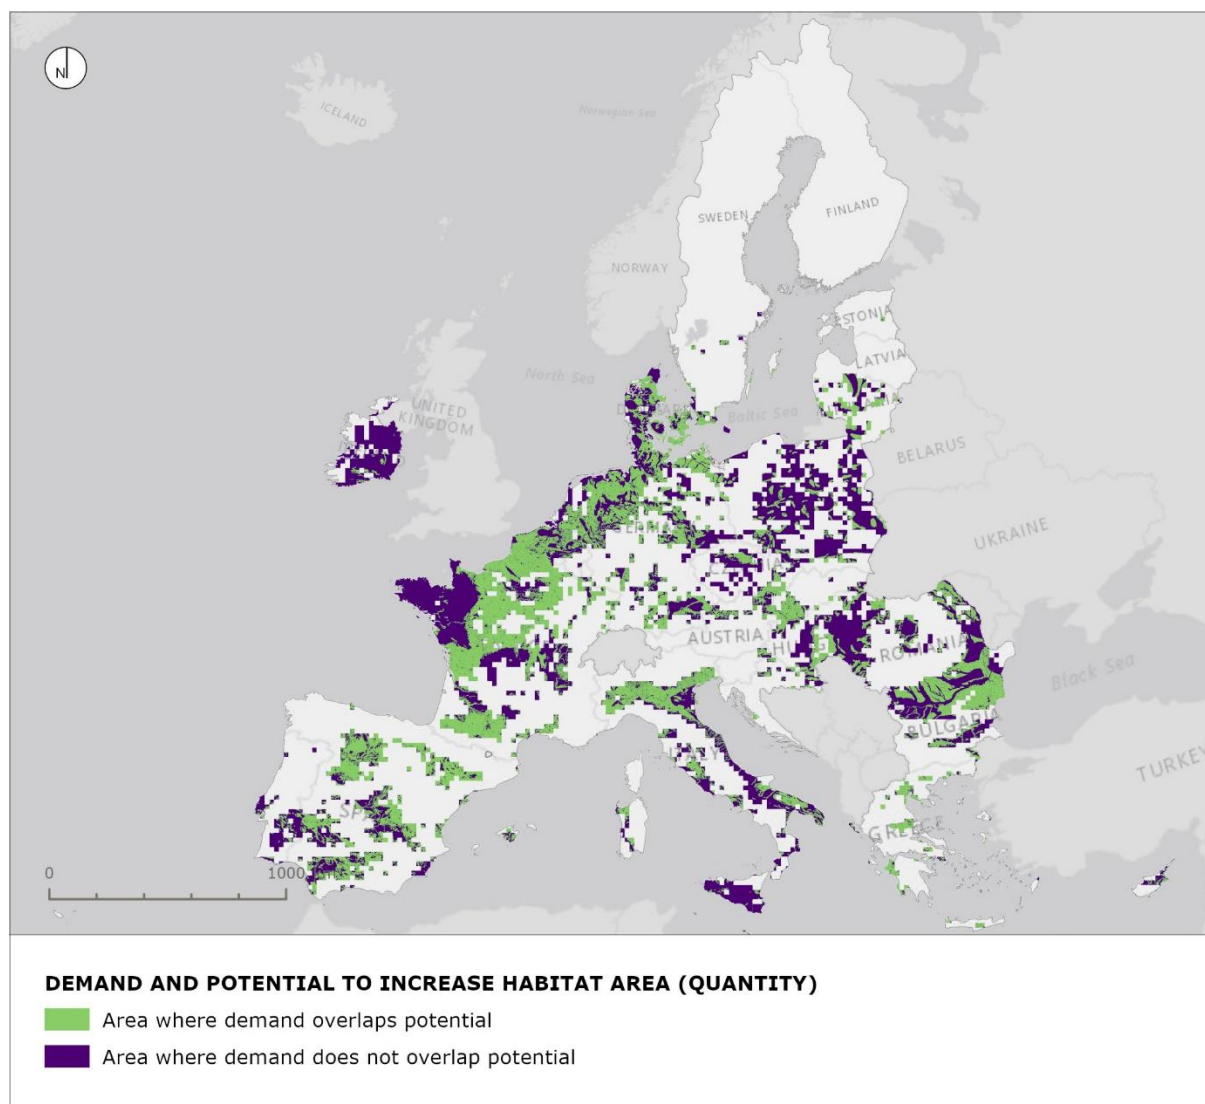 N
ICELAND
Norwegian Sea
SWEDEN
FINLAND
NORWAY
ESTONIA
LATVIA
North Sea
UNITED
KINGDOM
Baltic Sea
BELARUS
UKRAINE
AUSTRIA
ROMANIA
Black Sea
BULGARIA
ITALY
TURKEY
GREECE
0
1000
DEMAND AND POTENTIAL TO INCREASE HABITAT AREA (QUANTITY)
Area where demand overlaps potential
Area where demand does not overlap potential